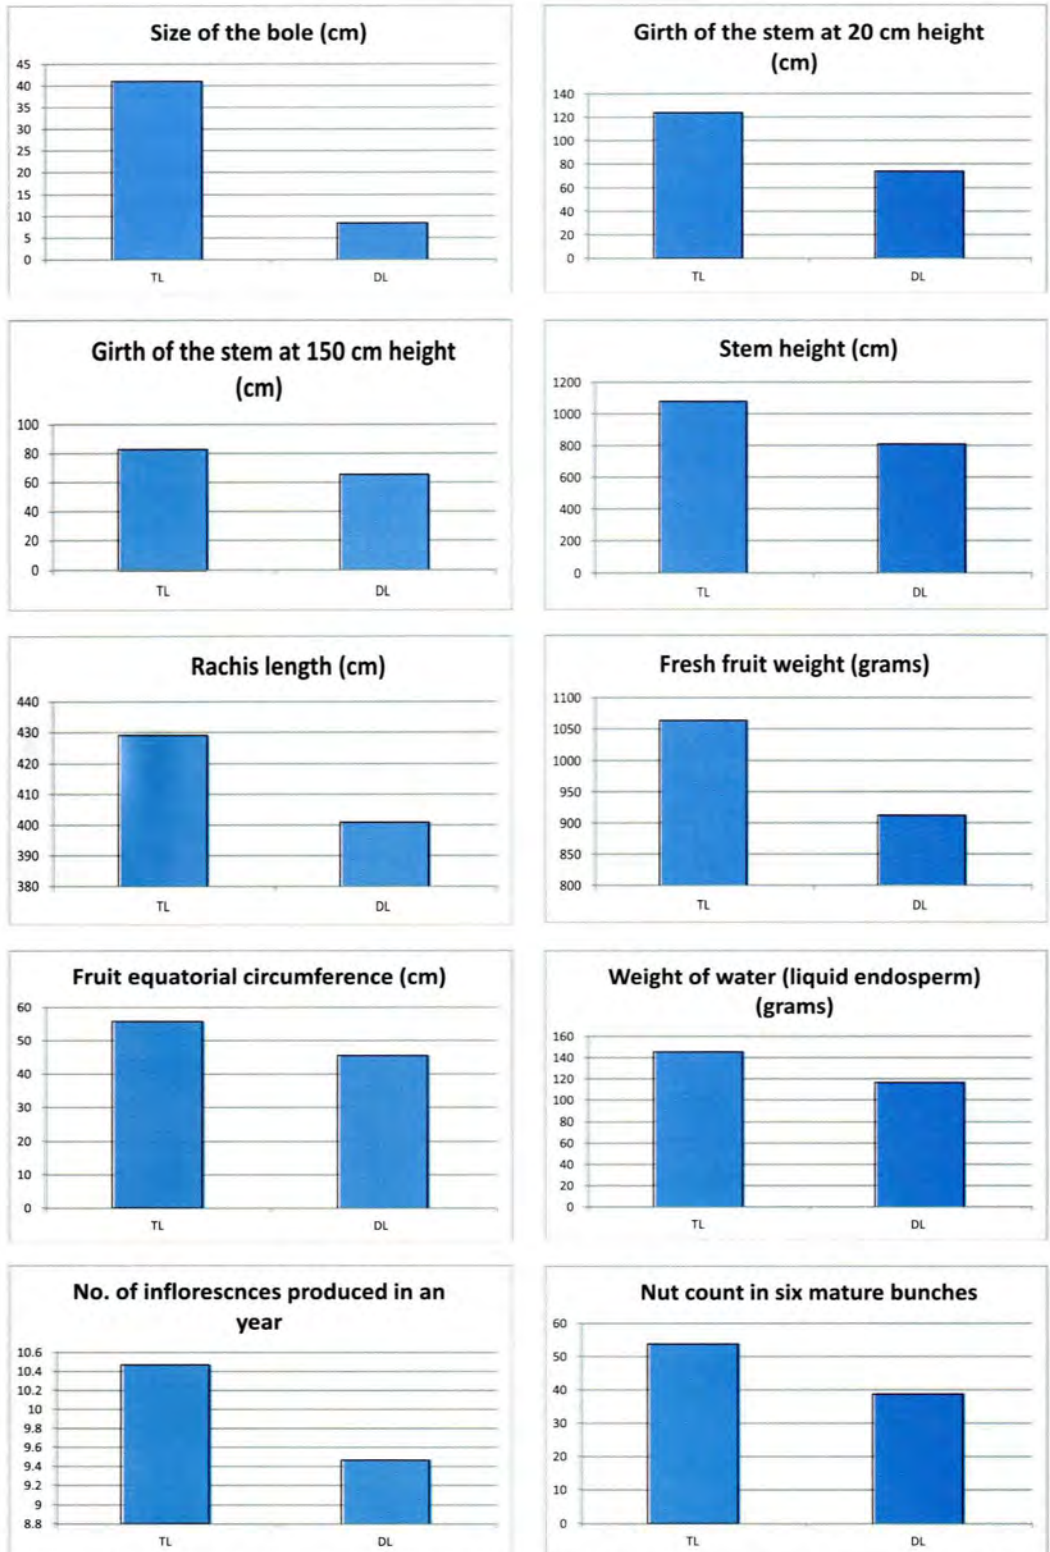 Size of the bole (cm)
45
40
35
30
25
20
15
10
5
0
TL
DL
Girth of the stem at 20 cm height
(cm)
140
120
100
80
60
40
20
0
TL
DL
Girth of the stem at 150 cm height
(cm)
100
80
60
40
20
0
TL
DL
Stem height (cm)
1200
1000
800
600
400
200
0
TL
DL
Rachis length (cm)
440
430
420
410
400
390
380
TL
DL
Fresh fruit weight (grams)
1100
1050
1000
950
900
850
800
TL
DL
Fruit equatorial circumference (cm)
60
50
40
30
20
10
0
TL
DL
Weight of water (liquid endosperm)
(grams)
160
140
120
100
80
60
40
20
0
TL
DL
No. of inflorescnces produced in an
year
10.6
10.4
10.2
10
9.8
9.6
9.4
9.2
9
8.8
TL
DL
Nut count in six mature bunches
60
50
40
30
20
10
0
TL
DL